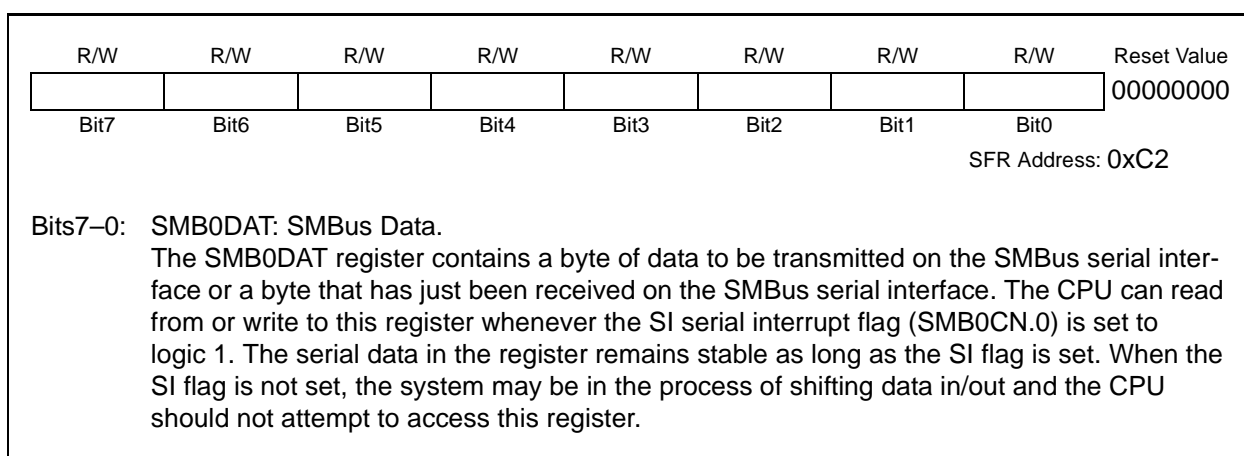 R/W R/W R/W R/W R/W R/W R/W R/W Reset Value
00000000
Bit7 Bit6 Bit5 Bit4 Bit3 Bit2 Bit1 Bit0
SFR Address: 0xC2
Bits7–0: SMB0DAT: SMBus Data.
The SMB0DAT register contains a byte of data to be transmitted on the SMBus serial inter-
face or a byte that has just been received on the SMBus serial interface. The CPU can read
from or write to this register whenever the SI serial interrupt flag (SMB0CN.0) is set to
logic 1. The serial data in the register remains stable as long as the SI flag is set. When the
SI flag is not set, the system may be in the process of shifting data in/out and the CPU
should not attempt to access this register.